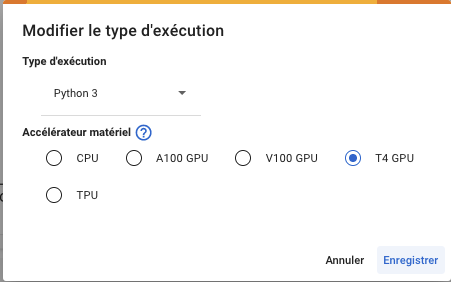 Modifier le type d'exécution
Type d'exécution
Python 3
Accélérateur matériel ?
CPU A100 GPU V100 GPU T4 GPU
TPU
Annuler Enregistrer